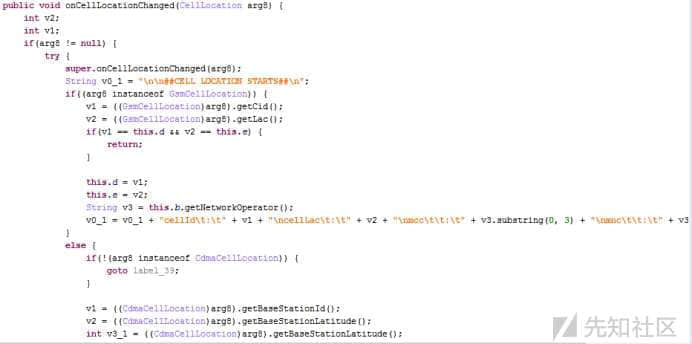 public void onCellLocationChanged(CellLocation arg8) {
int v2;
int v1;
if(arg8 != null) {
try {
super.onCellLocationChanged(arg8);
String v0_1 = "\n\n##CELL LOCATION STARTS##\n";
if((arg8 instanceof GsmCellLocation)) {
v1 = ((GsmCellLocation)arg8).getCid();
v2 = ((GsmCellLocation)arg8).getLac();
if(v1 == this.d && v2 == this.e) {
return;
}
this.d = v1;
this.e = v2;
String v3 = this.b.getNetworkOperator();
v0_1 = v0_1 + "cellId\t:\t" + v1 + "\ncellLac\t:\t" + v2 + "\nmcc\t\t:\t" + v3.substring(0, 3) + "\nmnc\t\t:\t" + v3
}
else {
if(!(arg8 instanceof CdmaCellLocation)) {
goto label_39;
}
v1 = ((CdmaCellLocation)arg8).getBaseStationId();
v2 = ((CdmaCellLocation)arg8).getBaseStationLatitude();
int v3_1 = ((CdmaCellLocation)arg8).getBaseStationLatitude();
先知社区